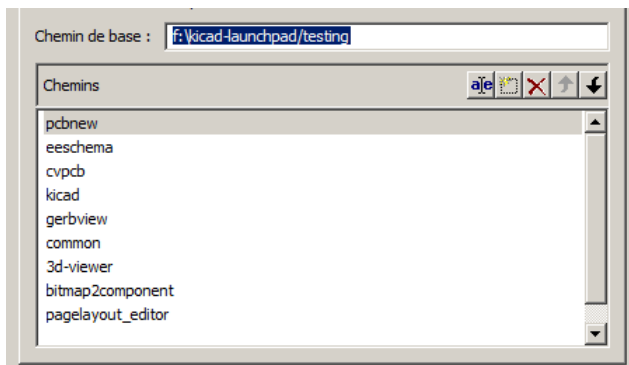 Chemin de base : f:\kicad-launchpad/testing
Chemins
pcbnew
eeschema
cvpcb
kicad
gerbview
common
3d-viewer
bitmap2component
pagelayout_editor